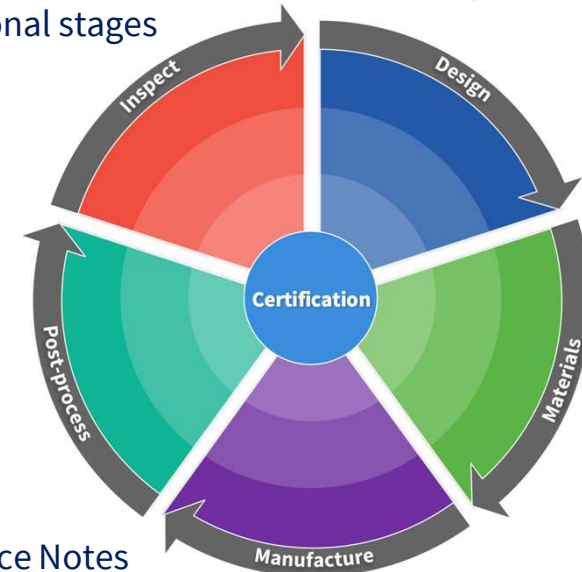 onal stages
Inspect
Design
Certification
Post-process
Materials
Manufacture
ce Notes